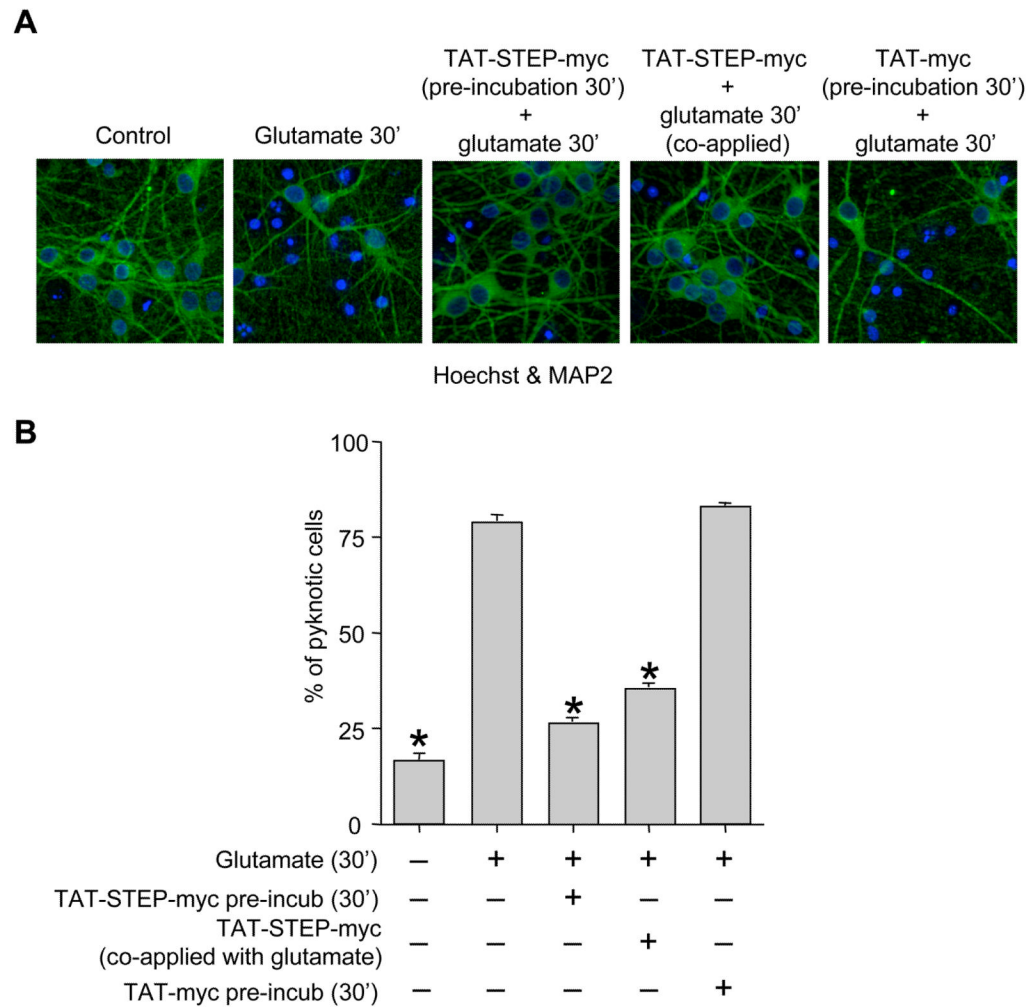 A
Control
Glutamate 30’
TAT-STEP-myc
(pre-incubation 30’)
+
glutamate 30’
TAT-STEP-myc
+
glutamate 30’
(co-applied)
TAT-myc
(pre-incubation 30’)
+
glutamate 30’
Hoechst & MAP2
B
% of pyknotic cells
100
75
50
25
0
* * *
Glutamate (30’) – + + + +
TAT-STEP-myc pre-incub (30’) – – + – –
TAT-STEP-myc
(co-applied with glutamate) – – – + –
TAT-myc pre-incub (30’) – – – – +